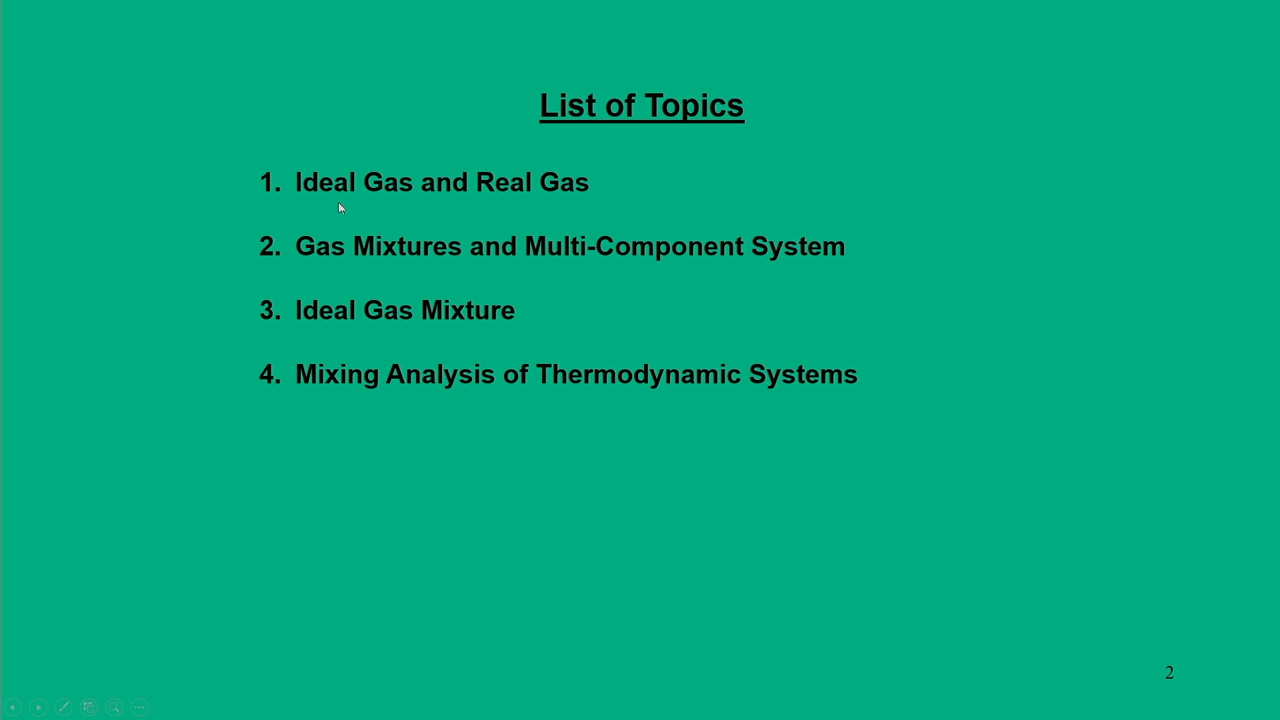 List of Topics
1. Ideal Gas and Real Gas
2. Gas Mixtures and Multi-Component System
3. Ideal Gas Mixture
4. Mixing Analysis of Thermodynamic Systems
2